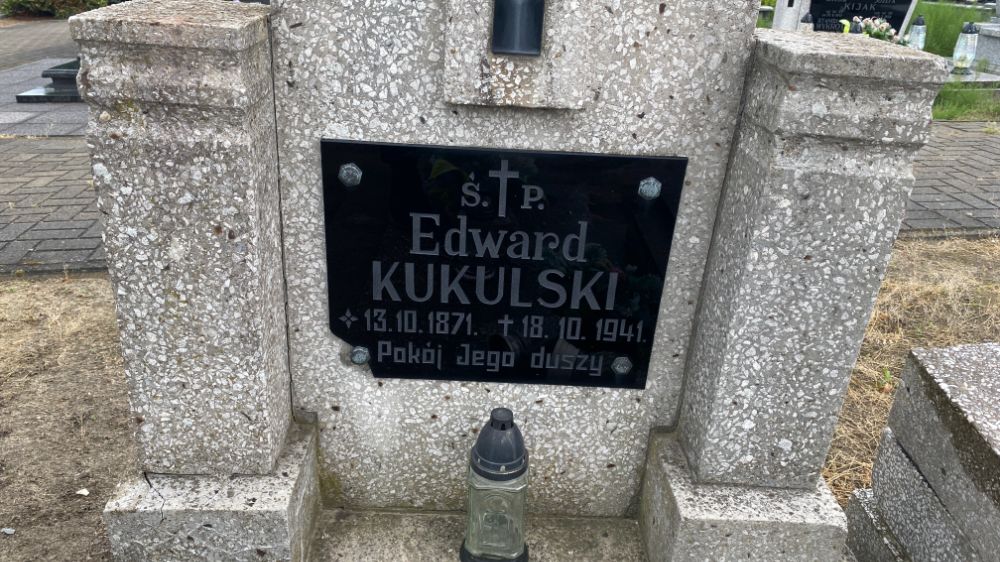 KIJAK
Ś. P.
Edward
KUKULSKI
13.10.1871. 18.10.1941.
Pokój Jego duszy